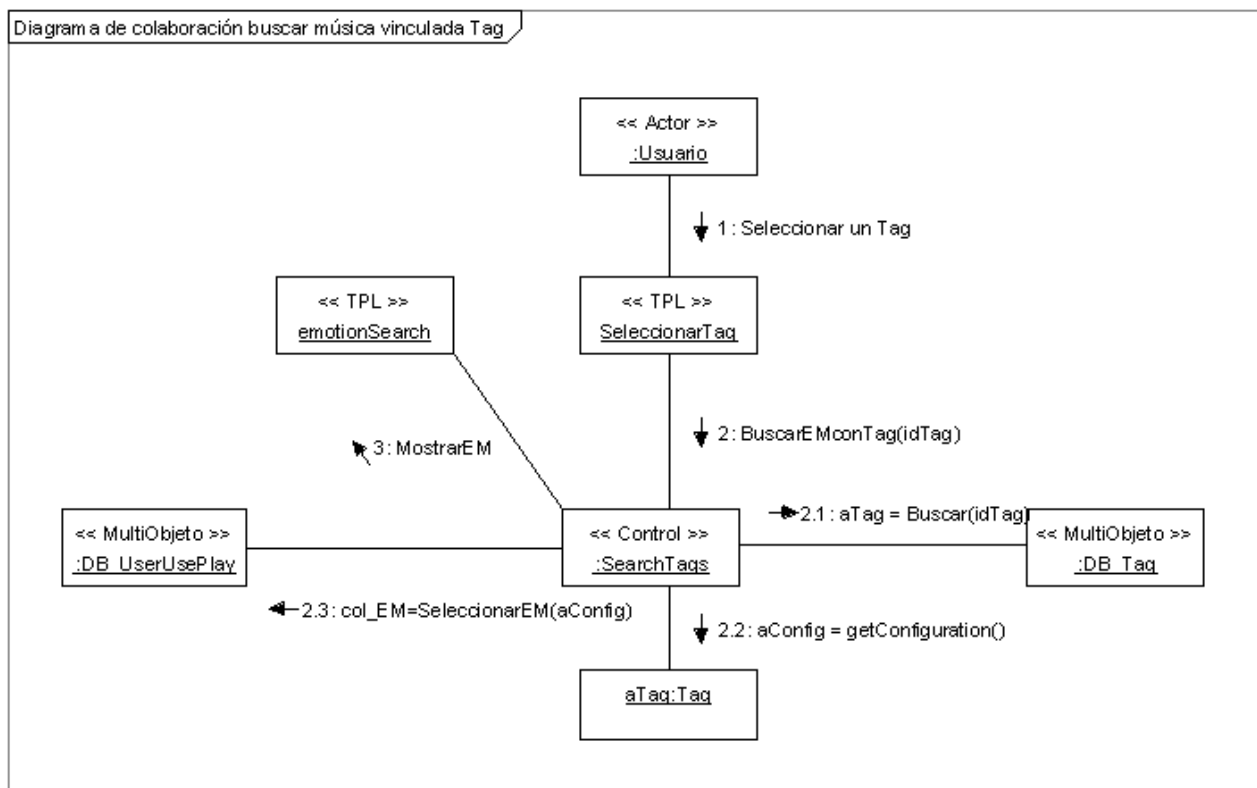 Diagrama de colaboración buscar música vinculada Tag
<< Actor >>
:Usuario
1: Seleccionar un Tag
<< TPL >>
emotionSearch
<< TPL >>
SeleccionarTag
2: BuscarEMconTag(idTag)
3: MostrarEM
<< MultiObjeto >>
:DB_UserUsePlay
<< Control >>
:SearchTags
2.1: aTag = Buscar(idTag)
<< MultiObjeto >>
:DB_Tag
2.3: col_EM=SeleccionarEM(aConfig)
2.2: aConfig = getConfiguration()
aTag:Tag